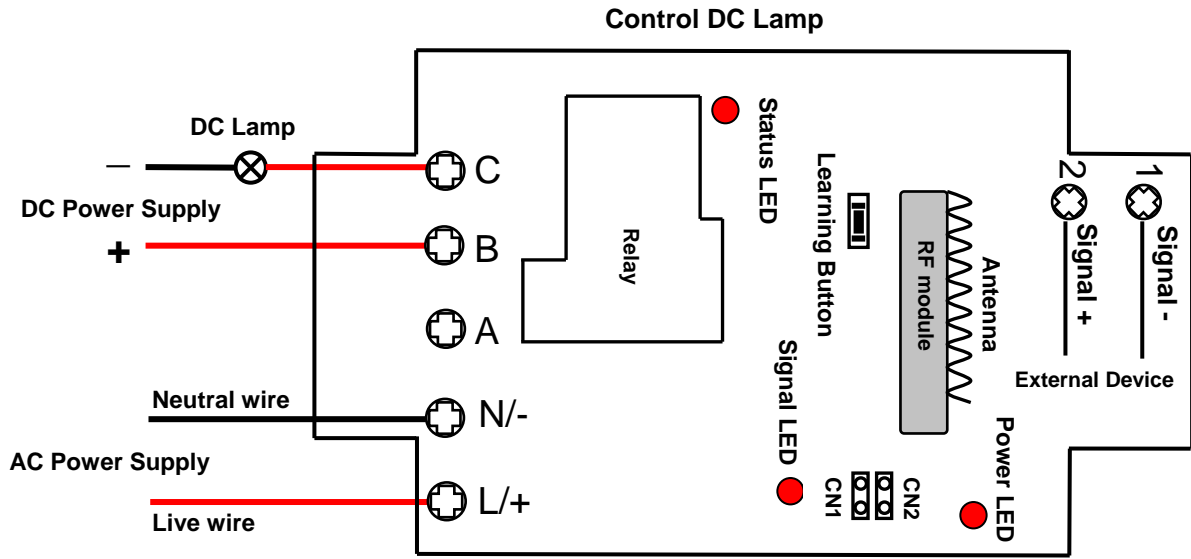 Control DC Lamp
DC Lamp
–
DC Power Supply
+
C
B
A
N/-
L/+
Neutral wire
AC Power Supply
Live wire
Relay
Status LED
Learning Button
RF module
Antenna
Signal LED
CN1
CN2
Power LED
2
1
Signal +
Signal -
External Device